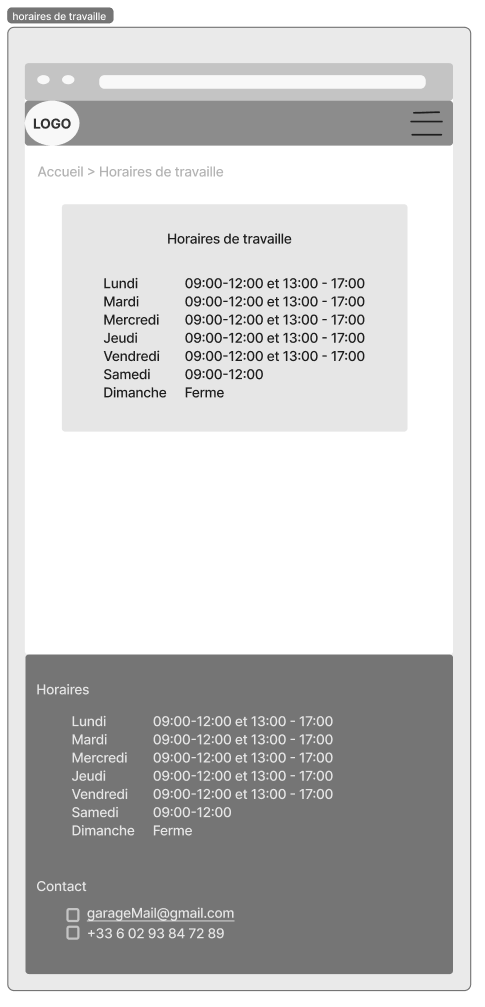 horaires de travaille
LOGO
Accueil > Horaires de travaille
Horaires de travaille
Lundi 09:00-12:00 et 13:00 - 17:00
Mardi 09:00-12:00 et 13:00 - 17:00
Mercredi 09:00-12:00 et 13:00 - 17:00
Jeudi 09:00-12:00 et 13:00 - 17:00
Vendredi 09:00-12:00 et 13:00 - 17:00
Samedi 09:00-12:00
Dimanche Ferme
Horaires
Lundi 09:00-12:00 et 13:00 - 17:00
Mardi 09:00-12:00 et 13:00 - 17:00
Mercredi 09:00-12:00 et 13:00 - 17:00
Jeudi 09:00-12:00 et 13:00 - 17:00
Vendredi 09:00-12:00 et 13:00 - 17:00
Samedi 09:00-12:00
Dimanche Ferme
Contact
garageMail@gmail.com
+33 6 02 93 84 72 89